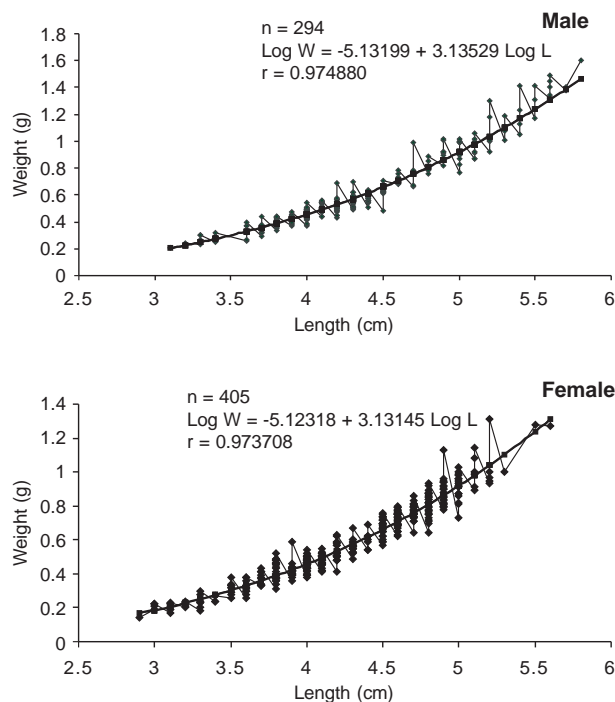 Male
n = 294
Log W = -5.13199 + 3.13529 Log L
r = 0.974880
Weight (g)
1.8
1.6
1.4
1.2
1
0.8
0.6
0.4
0.2
0
2.5 3 3.5 4 4.5 5 5.5 6
Length (cm)
Female
n = 405
Log W = -5.12318 + 3.13145 Log L
r = 0.973708
Weight (g)
1.4
1.2
1
0.8
0.6
0.4
0.2
0
2.5 3 3.5 4 4.5 5 5.5 6
Length (cm)